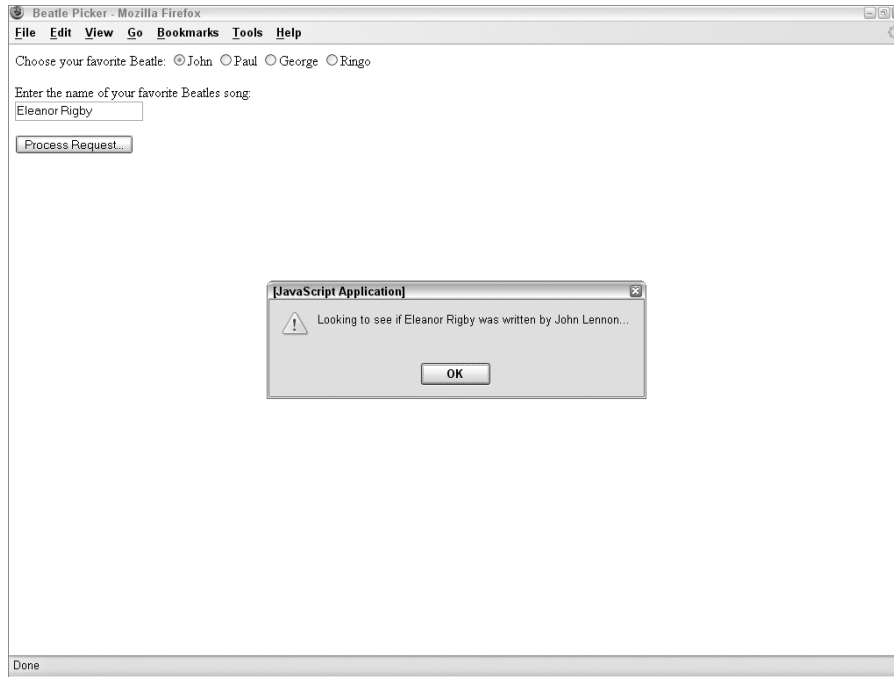 Beatle Picker - Mozilla Firefox
File Edit View Go Bookmarks Tools Help
Choose your favorite Beatle: John Paul George Ringo
Enter the name of your favorite Beatles song:
Eleanor Rigby
Process Request...
[JavaScript Application]
Looking to see if Eleanor Rigby was written by John Lennon...
OK
Done